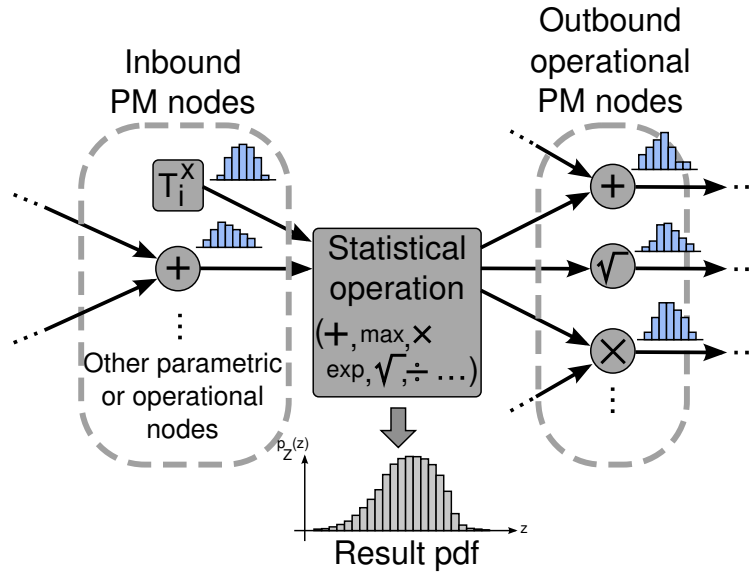 Inbound
PM nodes
Outbound
operational
PM nodes
T_i^x
+
⋮
Other parametric
or operational
nodes
Statistical
operation
(+, max, ×
exp, √, ÷ ...)
+
√
×
⋮
p_Z(z)
z
Result pdf